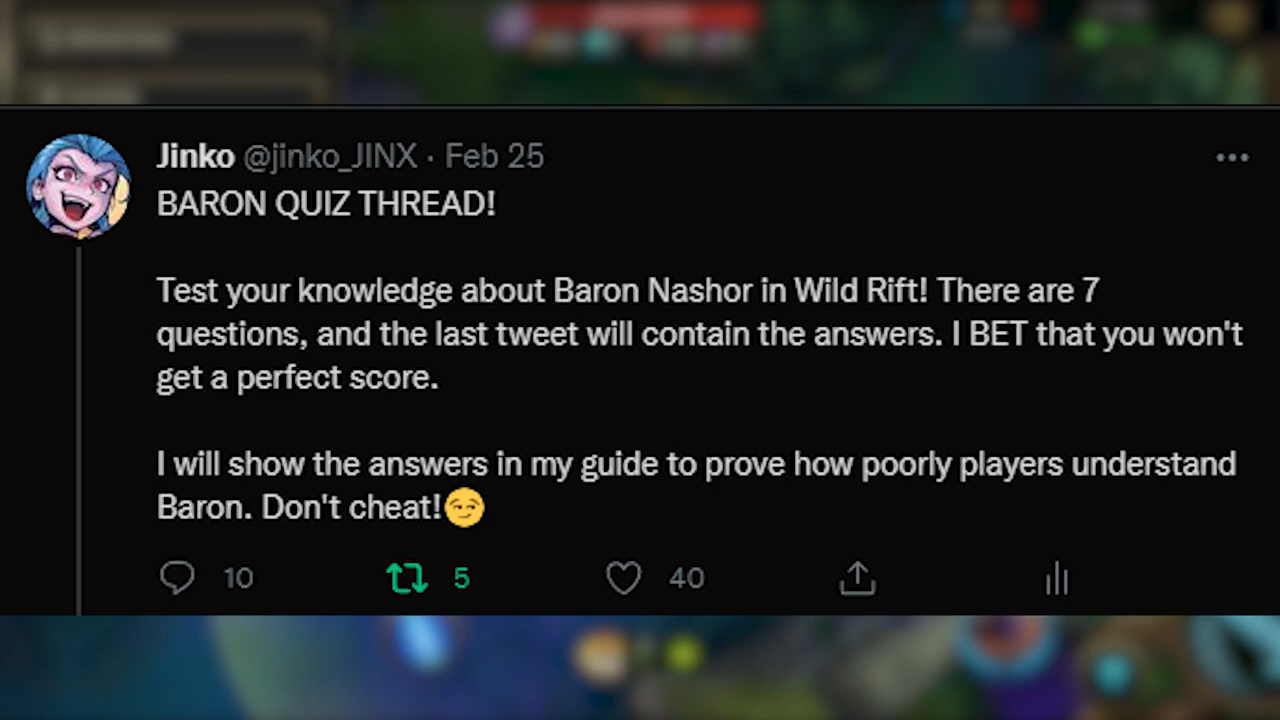 Jinko @jinko_JINX · Feb 25
BARON QUIZ THREAD!
Test your knowledge about Baron Nashor in Wild Rift! There are 7
questions, and the last tweet will contain the answers. I BET that you won't
get a perfect score.
I will show the answers in my guide to prove how poorly players understand
Baron. Don't cheat!😏
10 5 40